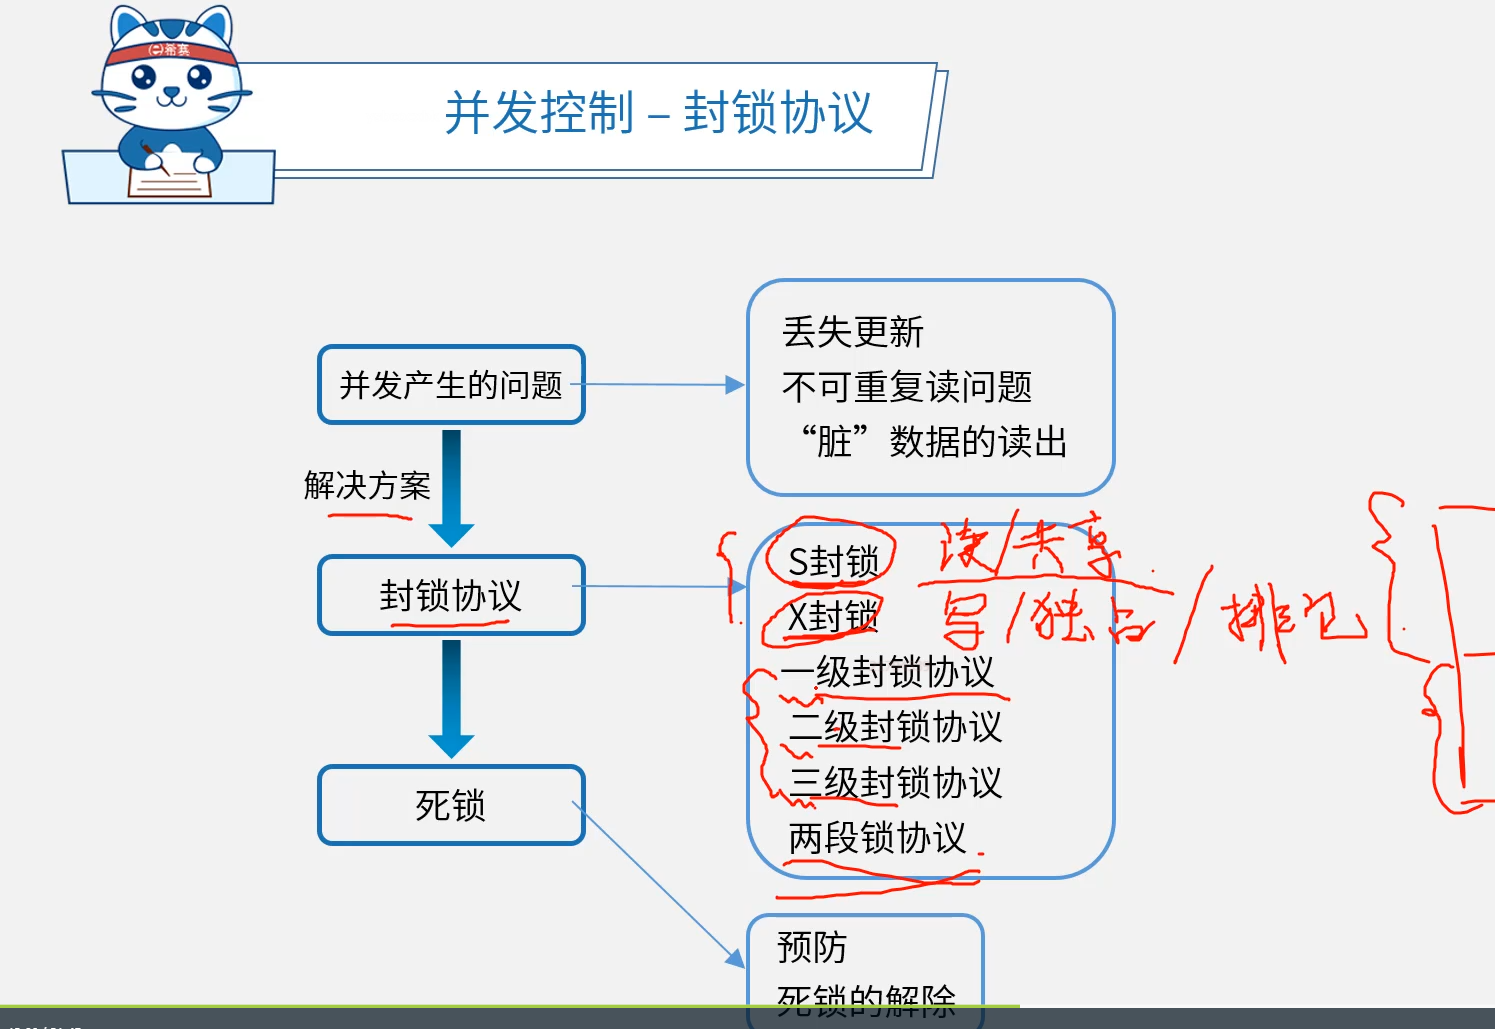 希赛
并发控制 – 封锁协议
丢失更新
不可重复读问题
“脏”数据的读出
并发产生的问题
解决方案
封锁协议
S封锁 读/共享
X封锁 写/独占/排它
一级封锁协议
二级封锁协议
三级封锁协议
两段锁协议
死锁
预防
死锁的解除